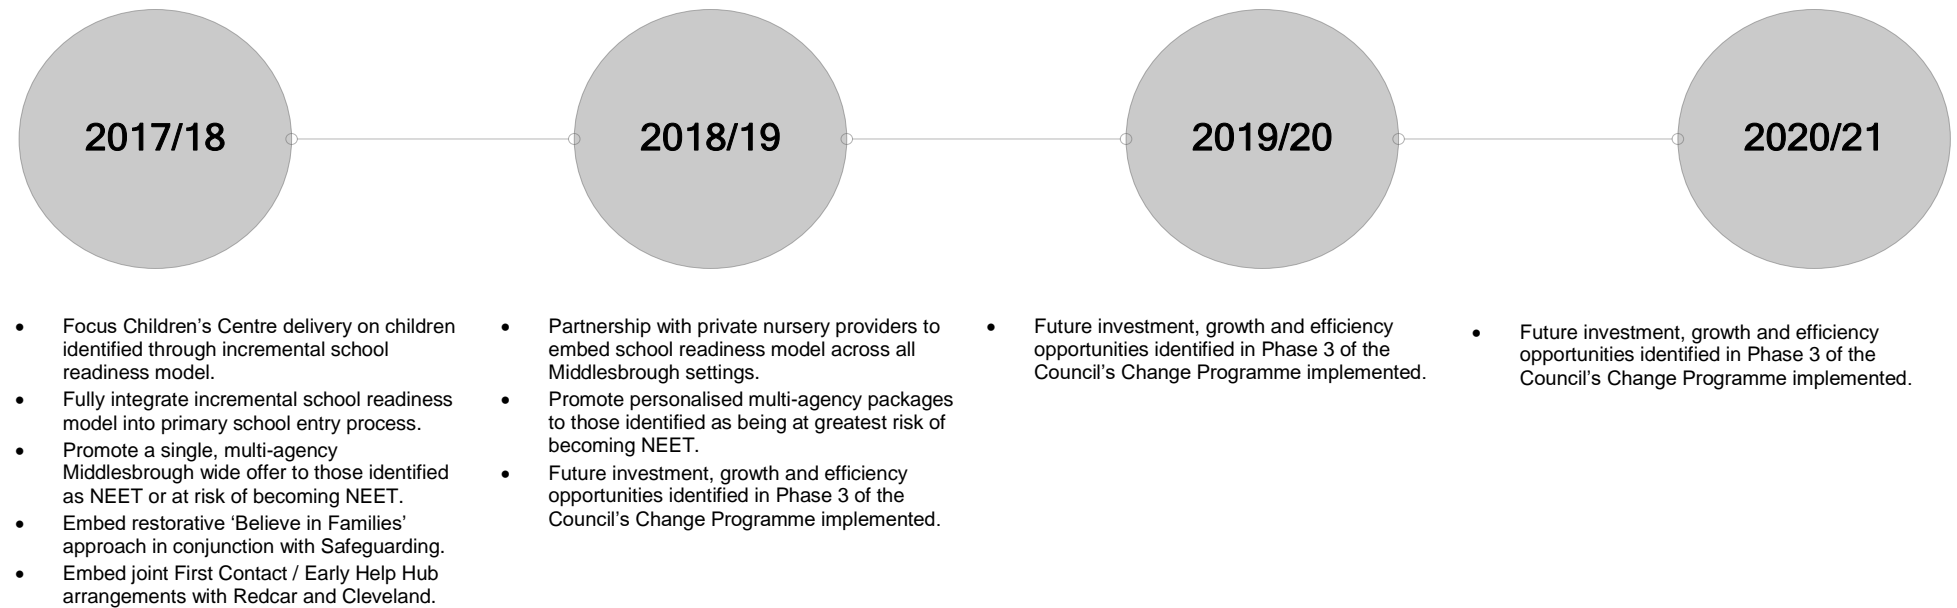 2017/18
2018/19
2019/20
2020/21
• Focus Children’s Centre delivery on children
identified through incremental school
readiness model.
• Fully integrate incremental school readiness
model into primary school entry process.
• Promote a single, multi-agency
Middlesbrough wide offer to those identified
as NEET or at risk of becoming NEET.
• Embed restorative ‘Believe in Families’
approach in conjunction with Safeguarding.
• Embed joint First Contact / Early Help Hub
arrangements with Redcar and Cleveland.
• Partnership with private nursery providers to
embed school readiness model across all
Middlesbrough settings.
• Promote personalised multi-agency packages
to those identified as being at greatest risk of
becoming NEET.
• Future investment, growth and efficiency
opportunities identified in Phase 3 of the
Council’s Change Programme implemented.
• Future investment, growth and efficiency
opportunities identified in Phase 3 of the
Council’s Change Programme implemented.
• Future investment, growth and efficiency
opportunities identified in Phase 3 of the
Council’s Change Programme implemented.